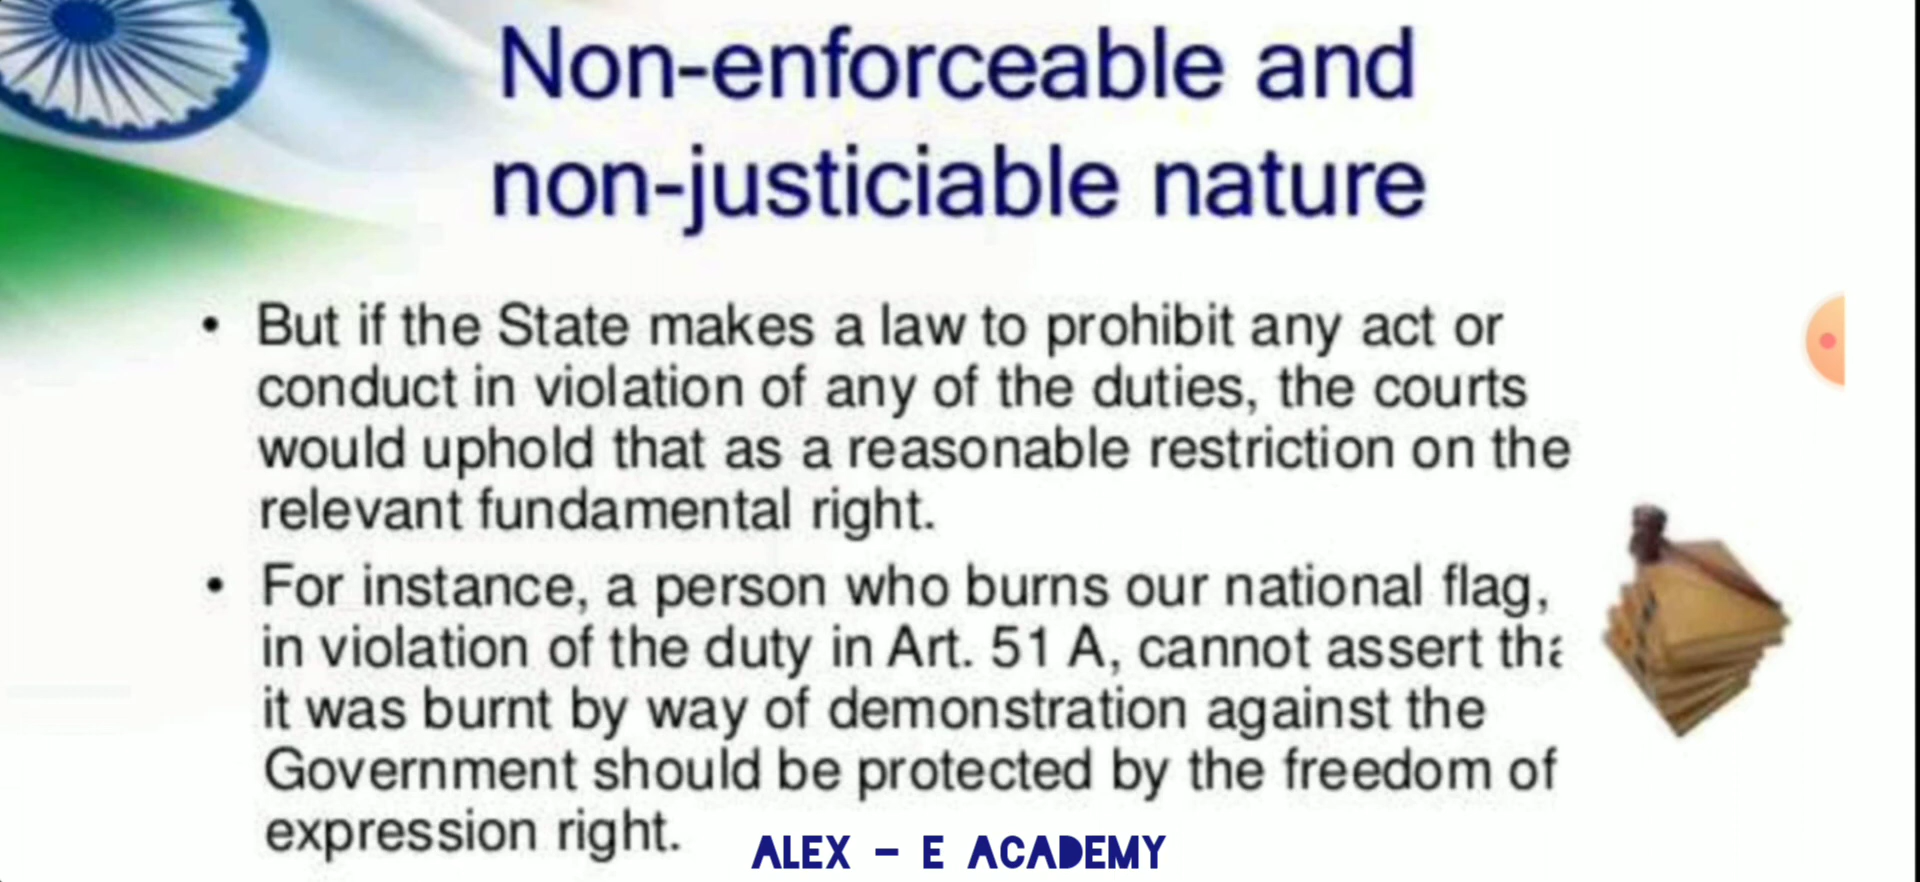 Non-enforceable and
non-justiciable nature
• But if the State makes a law to prohibit any act or
conduct in violation of any of the duties, the courts
would uphold that as a reasonable restriction on the
relevant fundamental right.
• For instance, a person who burns our national flag,
in violation of the duty in Art. 51 A, cannot assert tha
it was burnt by way of demonstration against the
Government should be protected by the freedom of
expression right.
ALEX - E ACADEMY